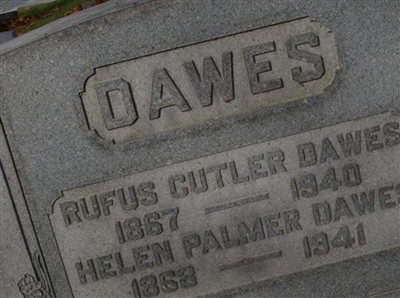 DAWES
RUFUS CUTLER DAWES
1867 — 1940
HELEN PALMER DAWES
1868 — 1941